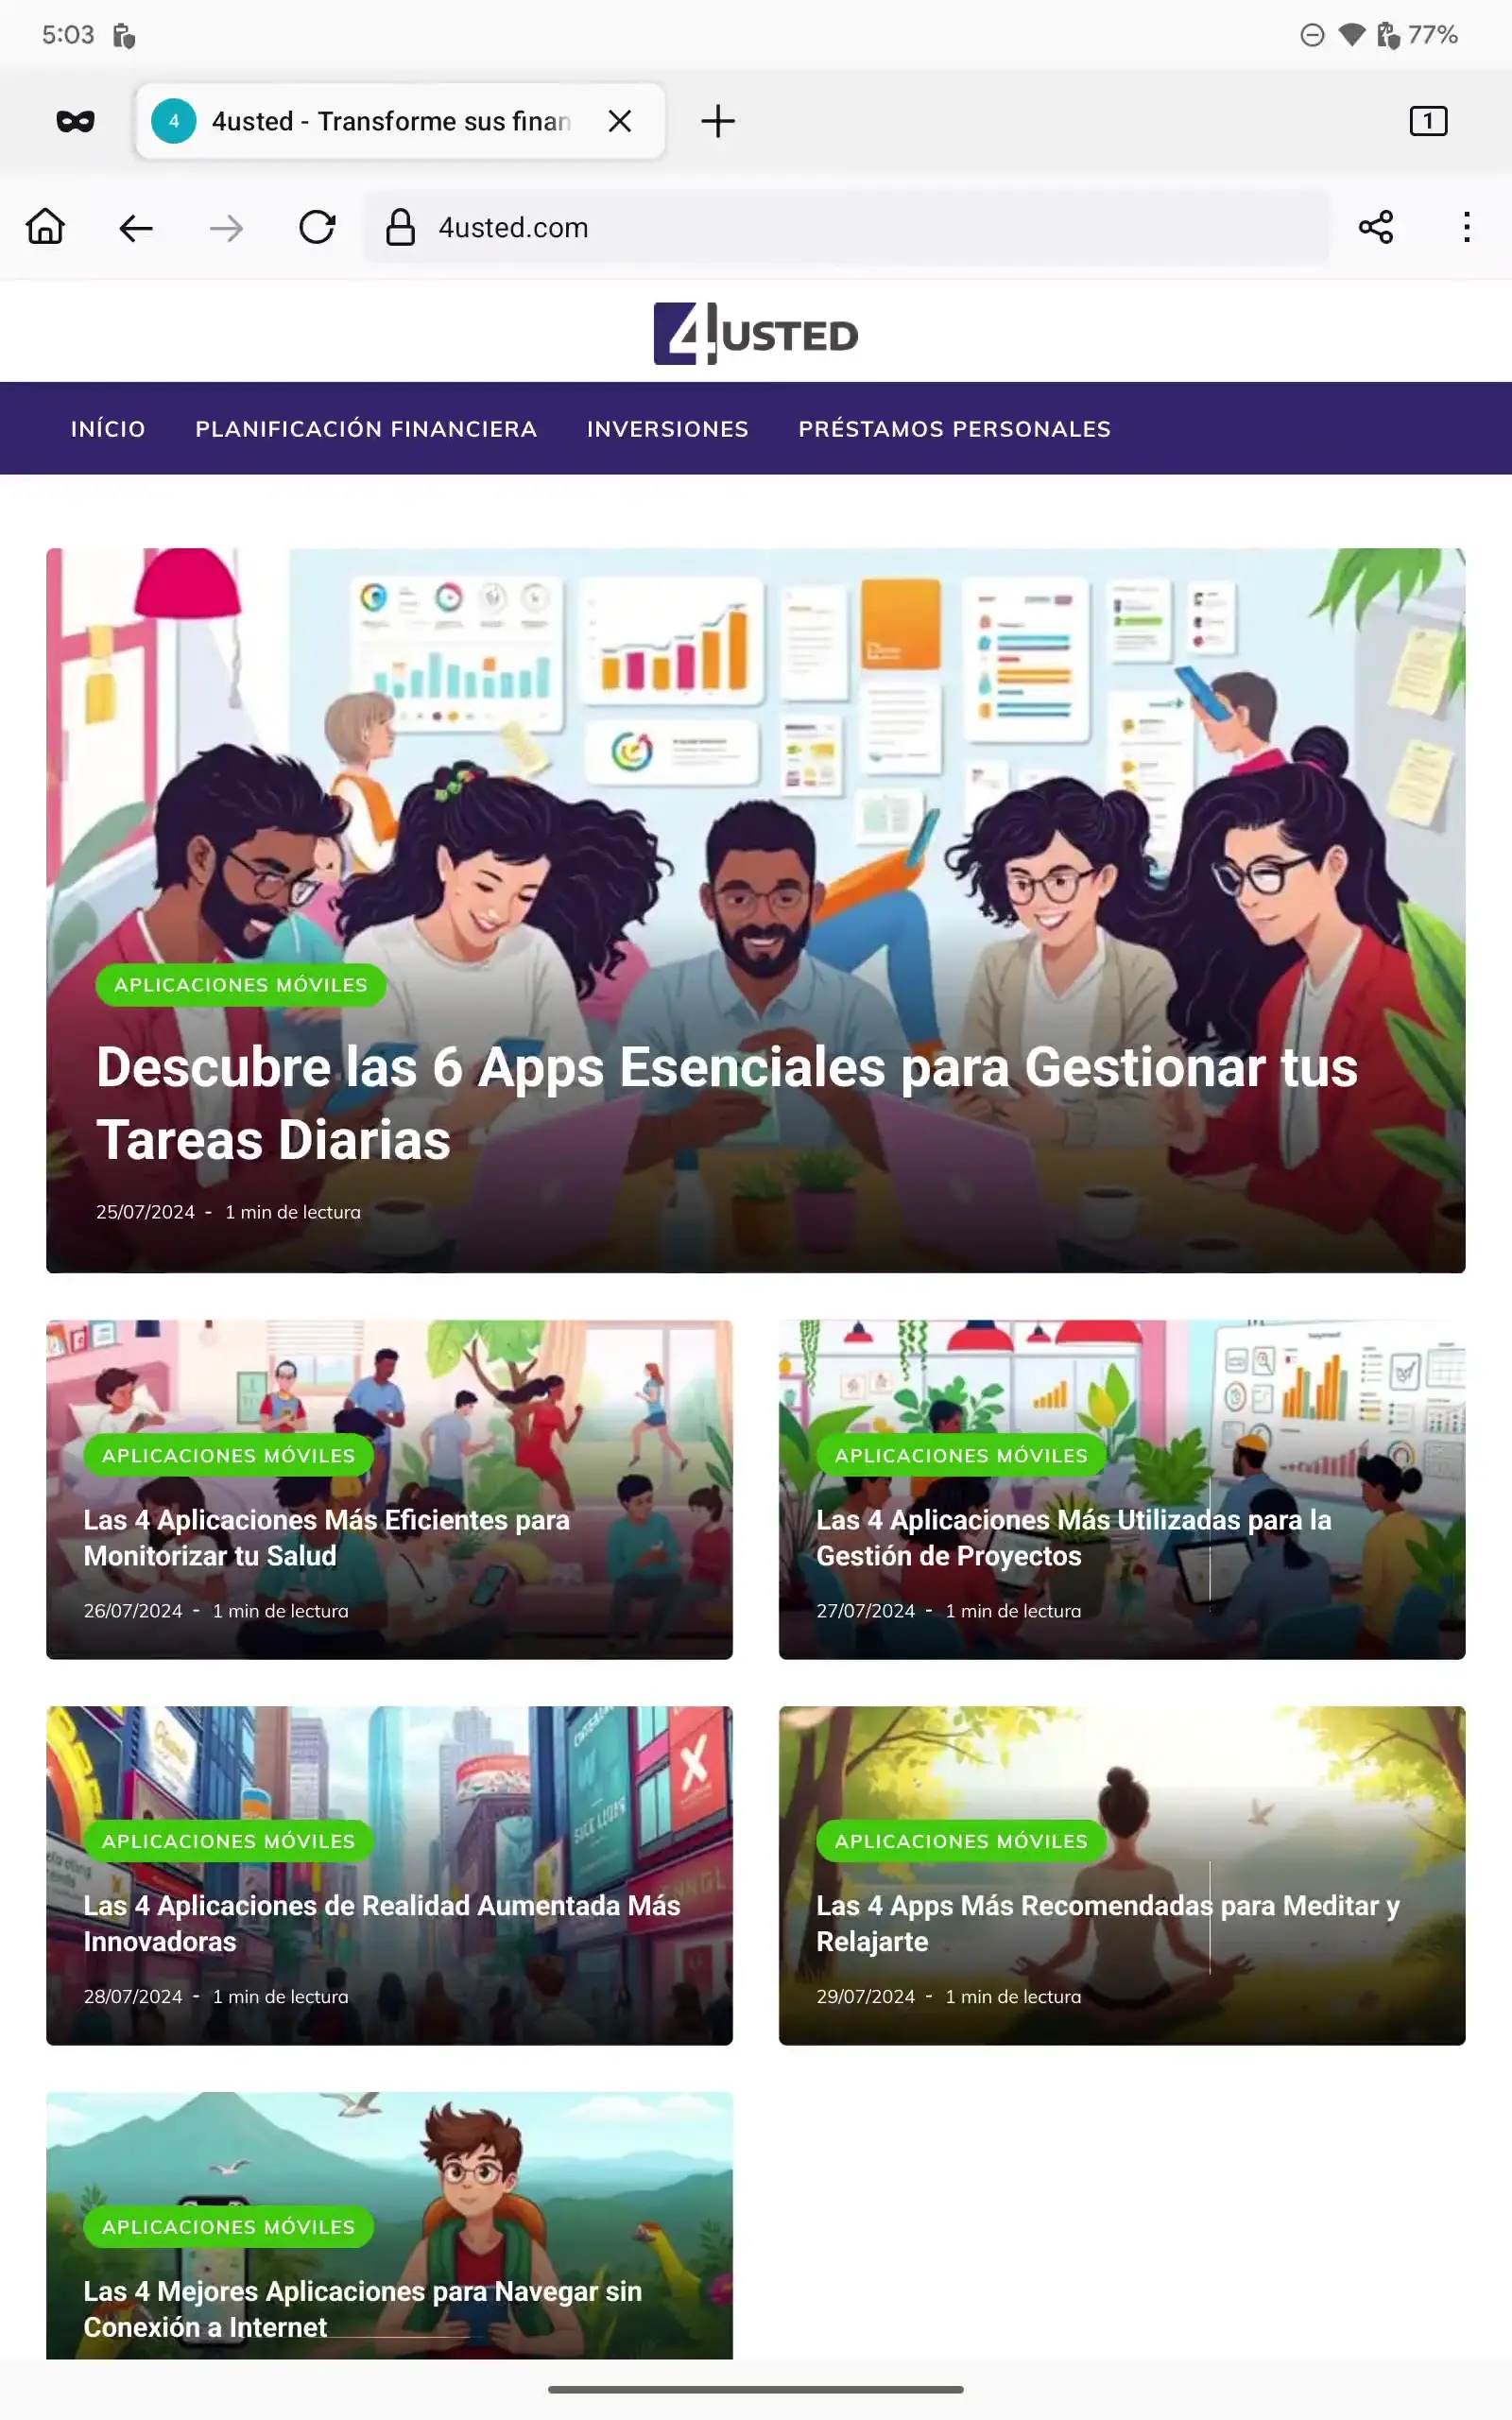 5:03
77%
4
4usted - Transforme sus finan
1
4usted.com
4USTED
INÍCIO
PLANIFICACIÓN FINANCIERA
INVERSIONES
PRÉSTAMOS PERSONALES
APLICACIONES MÓVILES
Descubre las 6 Apps Esenciales para Gestionar tus
Tareas Diarias
25/07/2024 - 1 min de lectura
APLICACIONES MÓVILES
Las 4 Aplicaciones Más Eficientes para
Monitorizar tu Salud
26/07/2024 - 1 min de lectura
APLICACIONES MÓVILES
Las 4 Aplicaciones Más Utilizadas para la
Gestión de Proyectos
27/07/2024 - 1 min de lectura
APLICACIONES MÓVILES
Las 4 Aplicaciones de Realidad Aumentada Más
Innovadoras
28/07/2024 - 1 min de lectura
APLICACIONES MÓVILES
Las 4 Apps Más Recomendadas para Meditar y
Relajarte
29/07/2024 - 1 min de lectura
APLICACIONES MÓVILES
Las 4 Mejores Aplicaciones para Navegar sin
Conexión a Internet